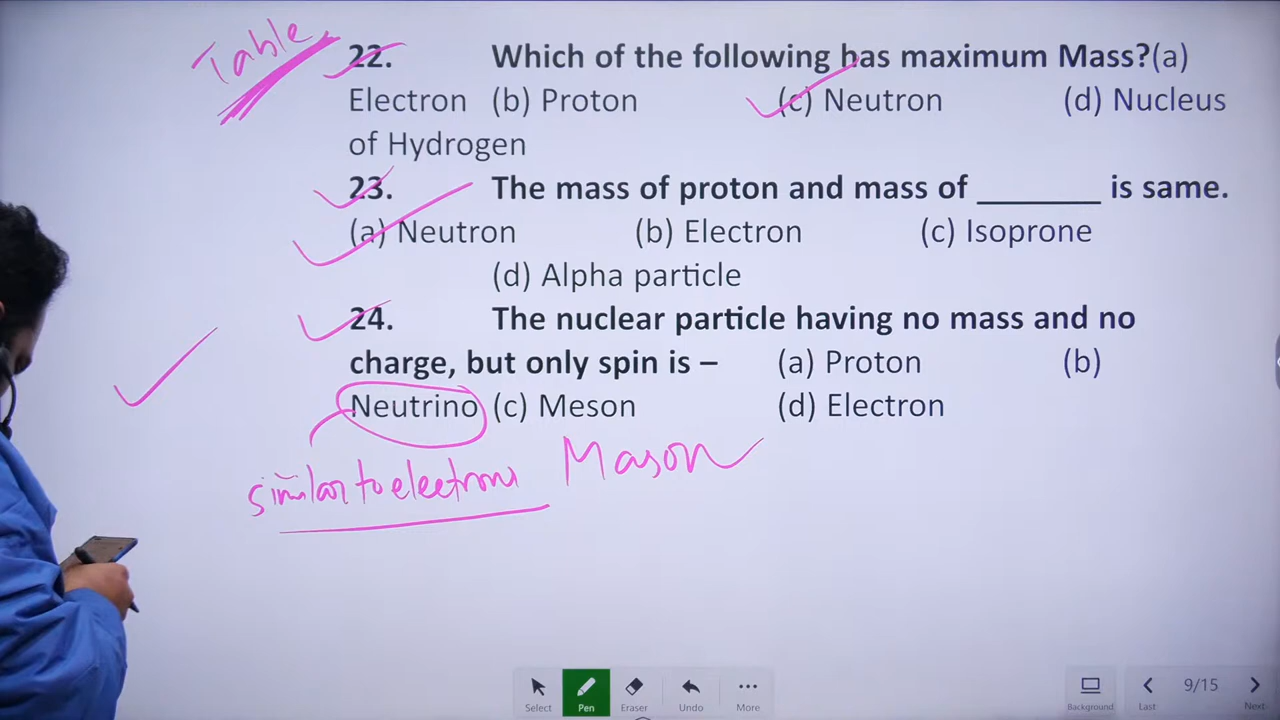 Table
22. Which of the following has maximum Mass?(a)
Electron (b) Proton (c) Neutron (d) Nucleus
of Hydrogen
23. The mass of proton and mass of _______ is same.
(a) Neutron (b) Electron (c) Isoprone
(d) Alpha particle
24. The nuclear particle having no mass and no
charge, but only spin is – (a) Proton (b)
Neutrino (c) Meson (d) Electron
similar to electrons Mason
Select Pen Eraser Undo More Background Last 9/15 Next